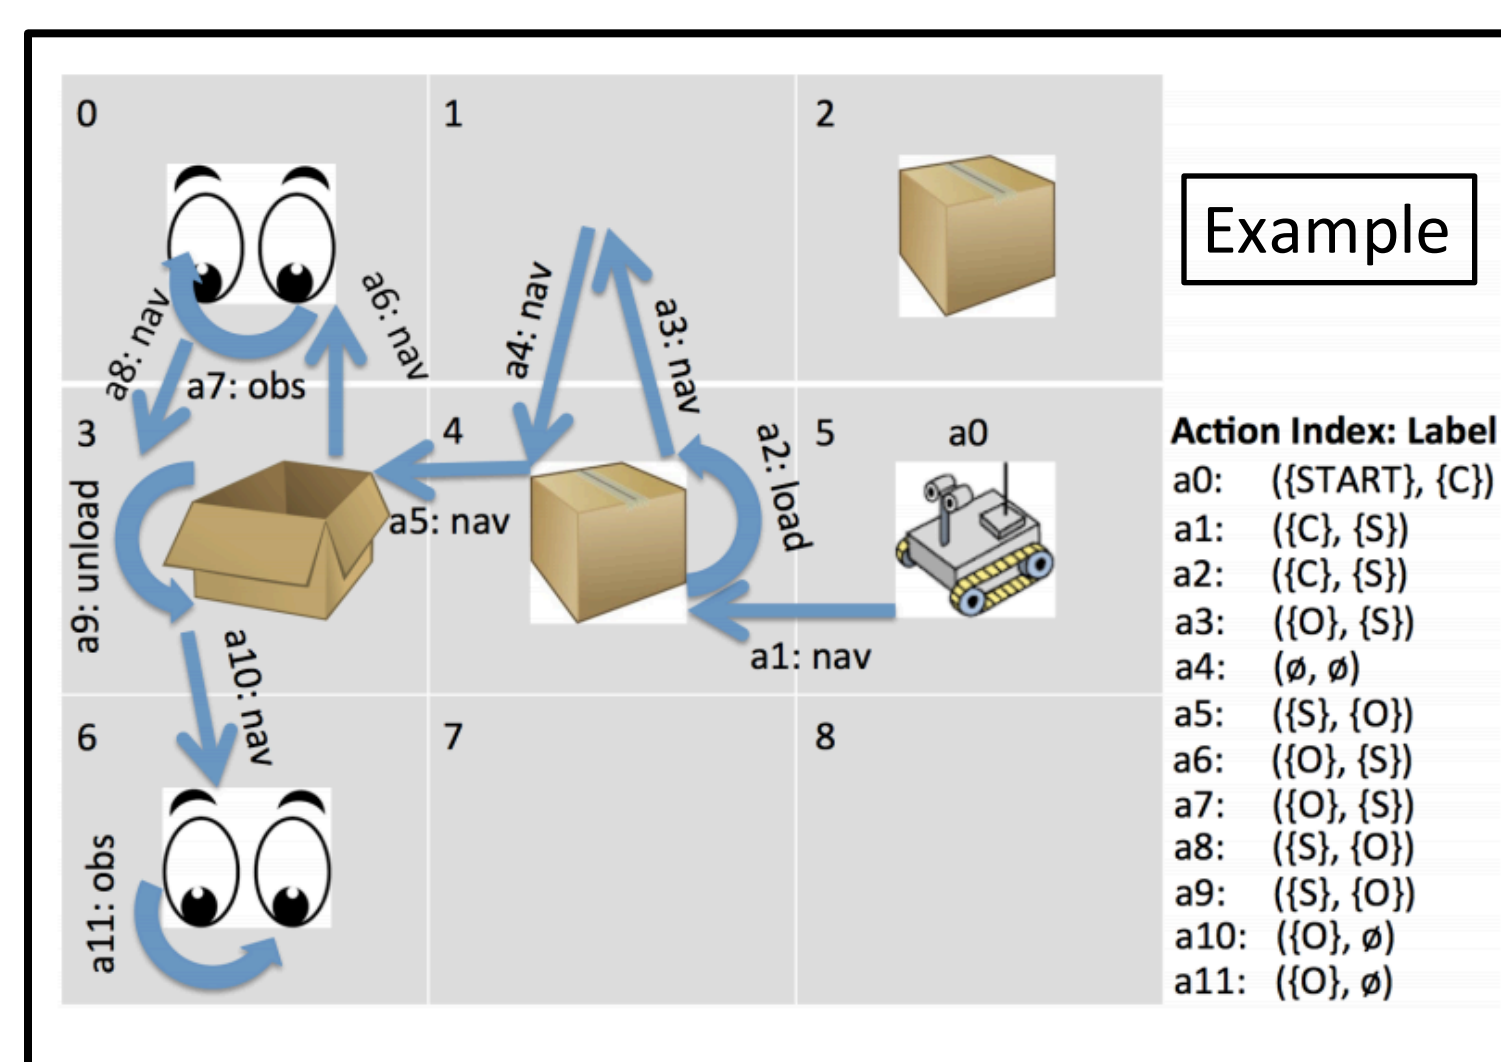 0
1
2
Example
a8: nav
a7: obs
a6: nav
a4: nav
a3: nav
3
4
5
a0
a2: load
a5: nav
a9: unload
a1: nav
a10: nav
6
7
8
a11: obs
Action Index: Label
a0: ({START}, {C})
a1: ({C}, {S})
a2: ({C}, {S})
a3: ({O}, {S})
a4: (ø, ø)
a5: ({S}, {O})
a6: ({O}, {S})
a7: ({O}, {S})
a8: ({S}, {O})
a9: ({S}, {O})
a10: ({O}, ø)
a11: ({O}, ø)